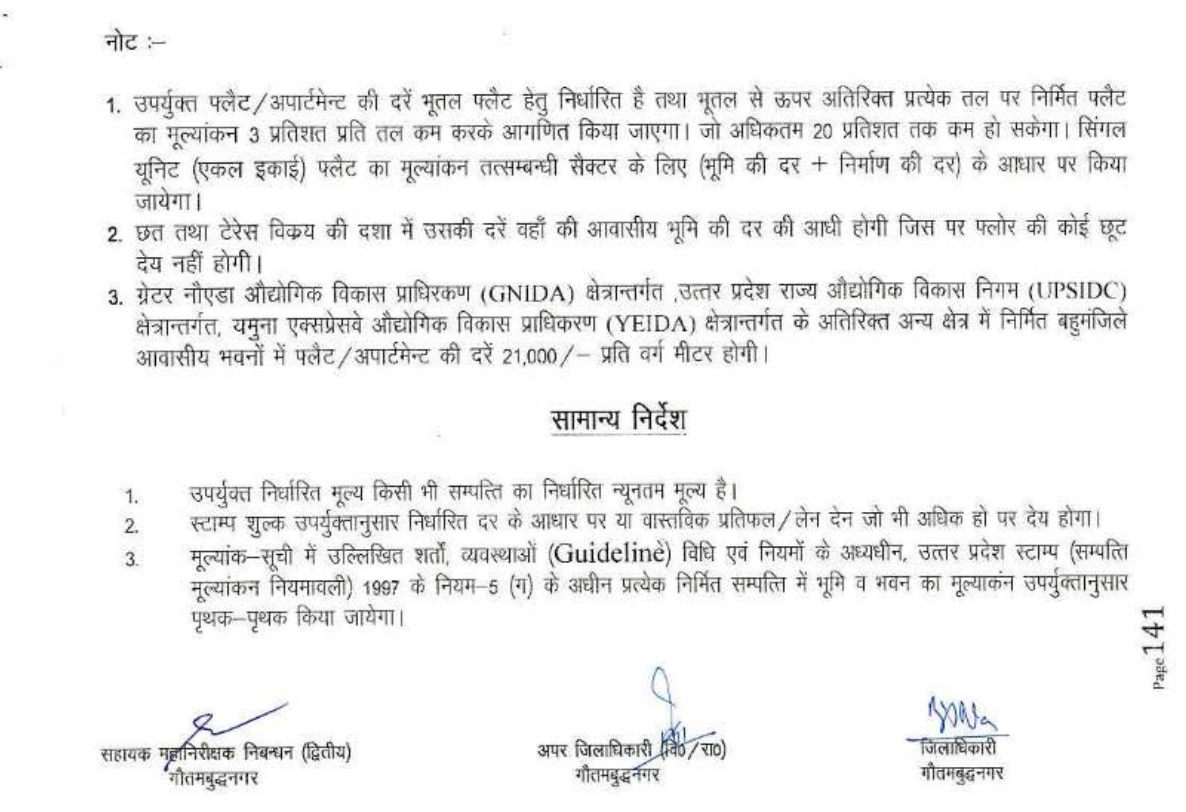 नोट :–
1. उपर्युक्त फ्लैट/अपार्टमेन्ट की दरें भूतल फ्लैट हेतु निर्धारित है तथा भूतल से ऊपर अतिरिक्त प्रत्येक तल पर निर्मित फ्लैट
का मूल्यांकन 3 प्रतिशत प्रति तल कम करके आगणित किया जाएगा। जो अधिकतम 20 प्रतिशत तक कम हो सकेगा। सिंगल
यूनिट (एकल इकाई) फ्लैट का मूल्यांकन तत्सम्बन्धी सैक्टर के लिए (भूमि की दर + निर्माण की दर) के आधार पर किया
जायेगा।
2. छत तथा टेरेस विक्रय की दशा में उसकी दरें वहाँ की आवासीय भूमि की दर की आधी होगी जिस पर फ्लोर की कोई छूट
देय नहीं होगी।
3. ग्रेटर नौएडा औद्योगिक विकास प्राधिरकण (GNIDA) क्षेत्रान्तर्गत ,उत्तर प्रदेश राज्य औद्योगिक विकास निगम (UPSIDC)
क्षेत्रान्तर्गत, यमुना एक्सप्रेसवे औद्योगिक विकास प्राधिकरण (YEIDA) क्षेत्रान्तर्गत के अतिरिक्त अन्य क्षेत्र में निर्मित बहुमंजिले
आवासीय भवनों में फ्लैट/अपार्टमेन्ट की दरें 21,000/– प्रति वर्ग मीटर होगी।
सामान्य निर्देश
1. उपर्युक्त निर्धारित मूल्य किसी भी सम्पत्ति का निर्धारित न्यूनतम मूल्य है।
2. स्टाम्प शुल्क उपर्युक्तानुसार निर्धारित दर के आधार पर या वास्तविक प्रतिफल/लेन देन जो भी अधिक हो पर देय होगा।
3. मूल्यांक–सूची में उल्लिखित शर्तो, व्यवस्थाओं (Guideline) विधि एवं नियमों के अध्यधीन, उत्तर प्रदेश स्टाम्प (सम्पत्ति
मूल्यांकन नियमावली) 1997 के नियम–5 (ग) के अधीन प्रत्येक निर्मित सम्पत्ति में भूमि व भवन का मूल्याकंन उपर्युक्तानुसार
पृथक–पृथक किया जायेगा।
Page 141
सहायक महानिरीक्षक निबन्धन (द्वितीय)
गौतमबुद्धनगर
अपर जिलाधिकारी (वि0/रा0)
गौतमबुद्धनगर
जिलाधिकारी
गौतमबुद्धनगर